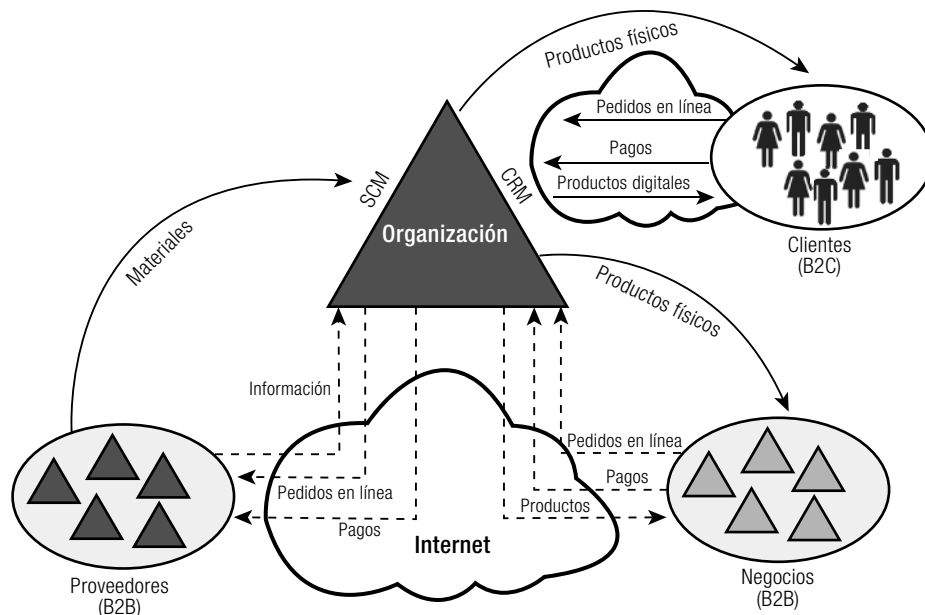 Productos físicos
Pedidos en línea
Pagos
Productos digitales
Clientes
(B2C)
SCM
CRM
Organización
Materiales
Productos físicos
Información
Pedidos en línea
Pagos
Pedidos en línea
Pagos
Productos
Internet
Proveedores
(B2B)
Negocios
(B2B)